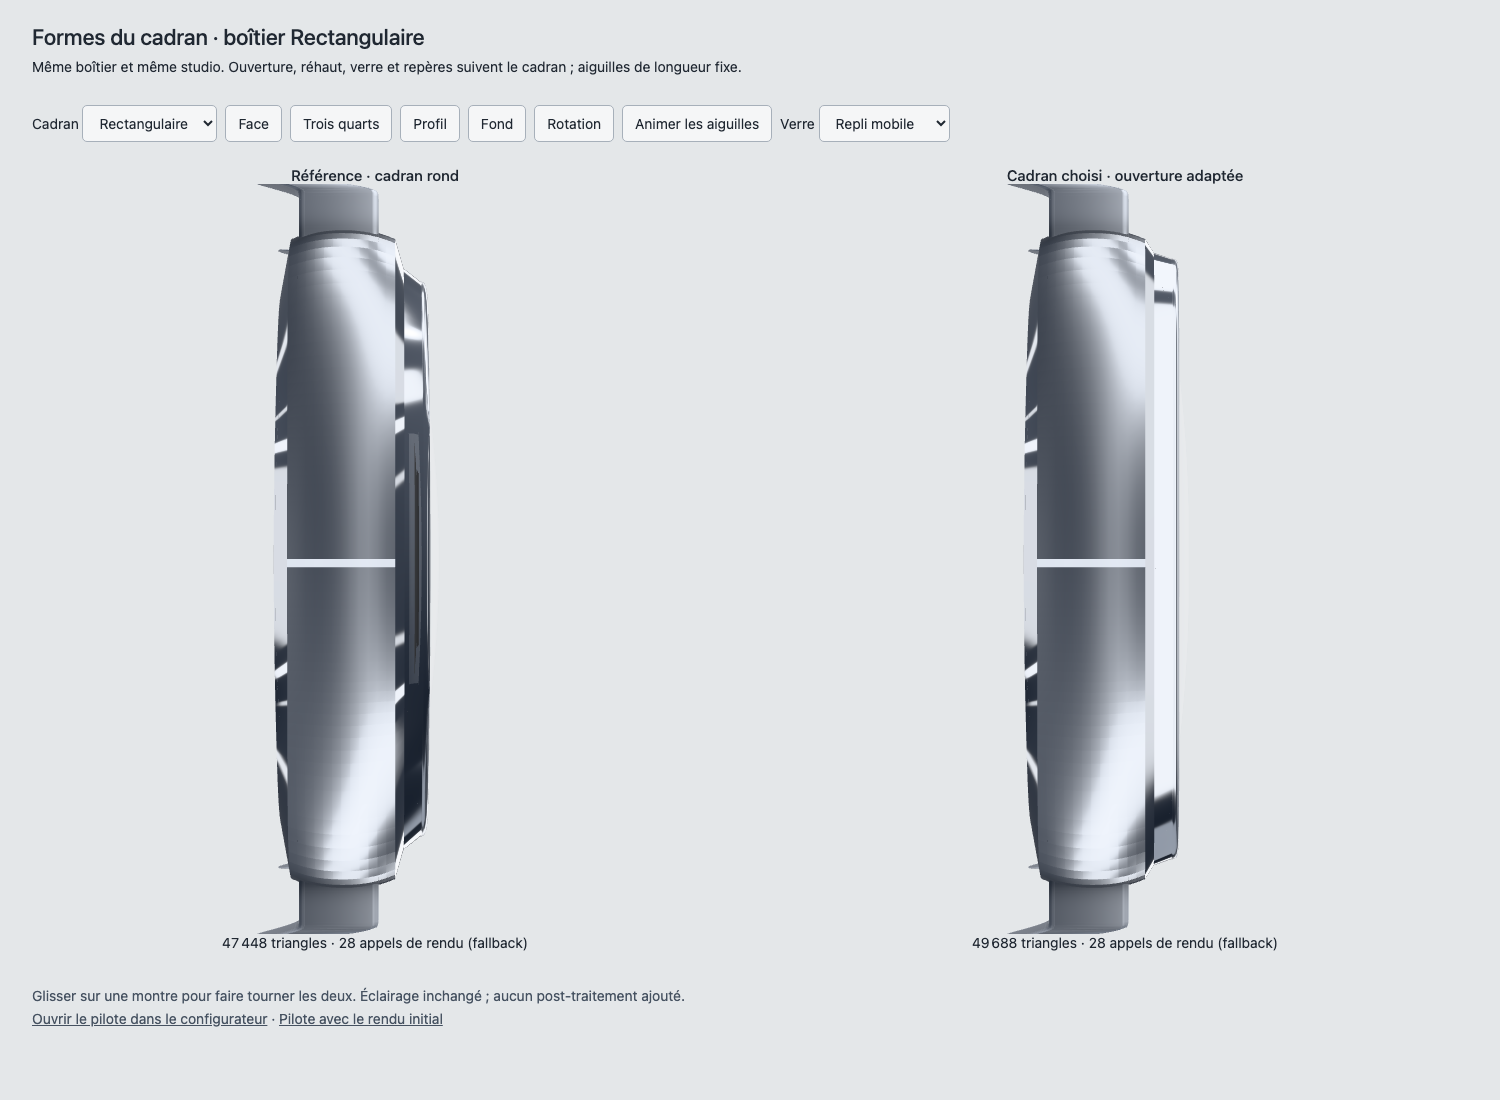 Formes du cadran · boîtier Rectangulaire
Même boîtier et même studio. Ouverture, réhaut, verre et repères suivent le cadran ; aiguilles de longueur fixe.
Cadran Rectangulaire Face Trois quarts Profil Fond Rotation Animer les aiguilles Verre Repli mobile
Référence · cadran rond
Cadran choisi · ouverture adaptée
47 448 triangles · 28 appels de rendu (fallback)
49 688 triangles · 28 appels de rendu (fallback)
Glisser sur une montre pour faire tourner les deux. Éclairage inchangé ; aucun post-traitement ajouté.
Ouvrir le pilote dans le configurateur · Pilote avec le rendu initial